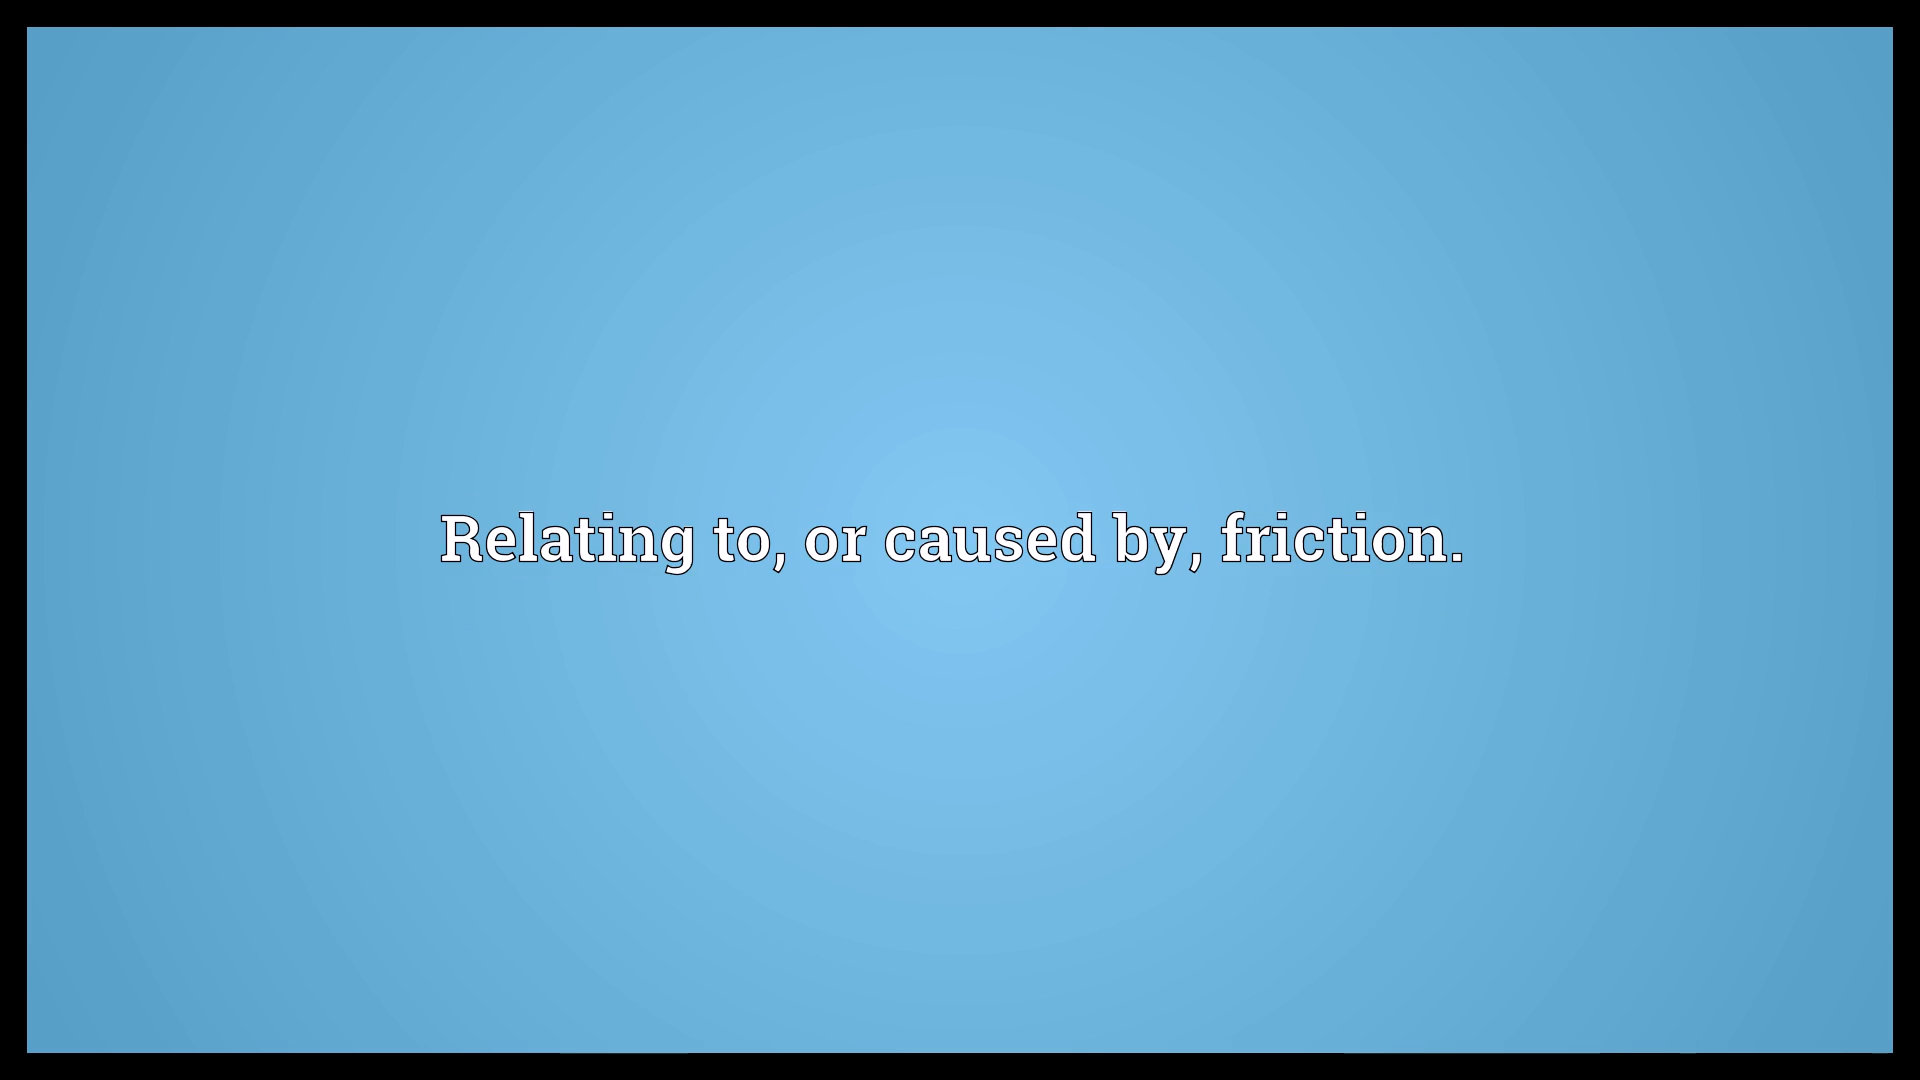 Relating to, or caused by, friction.